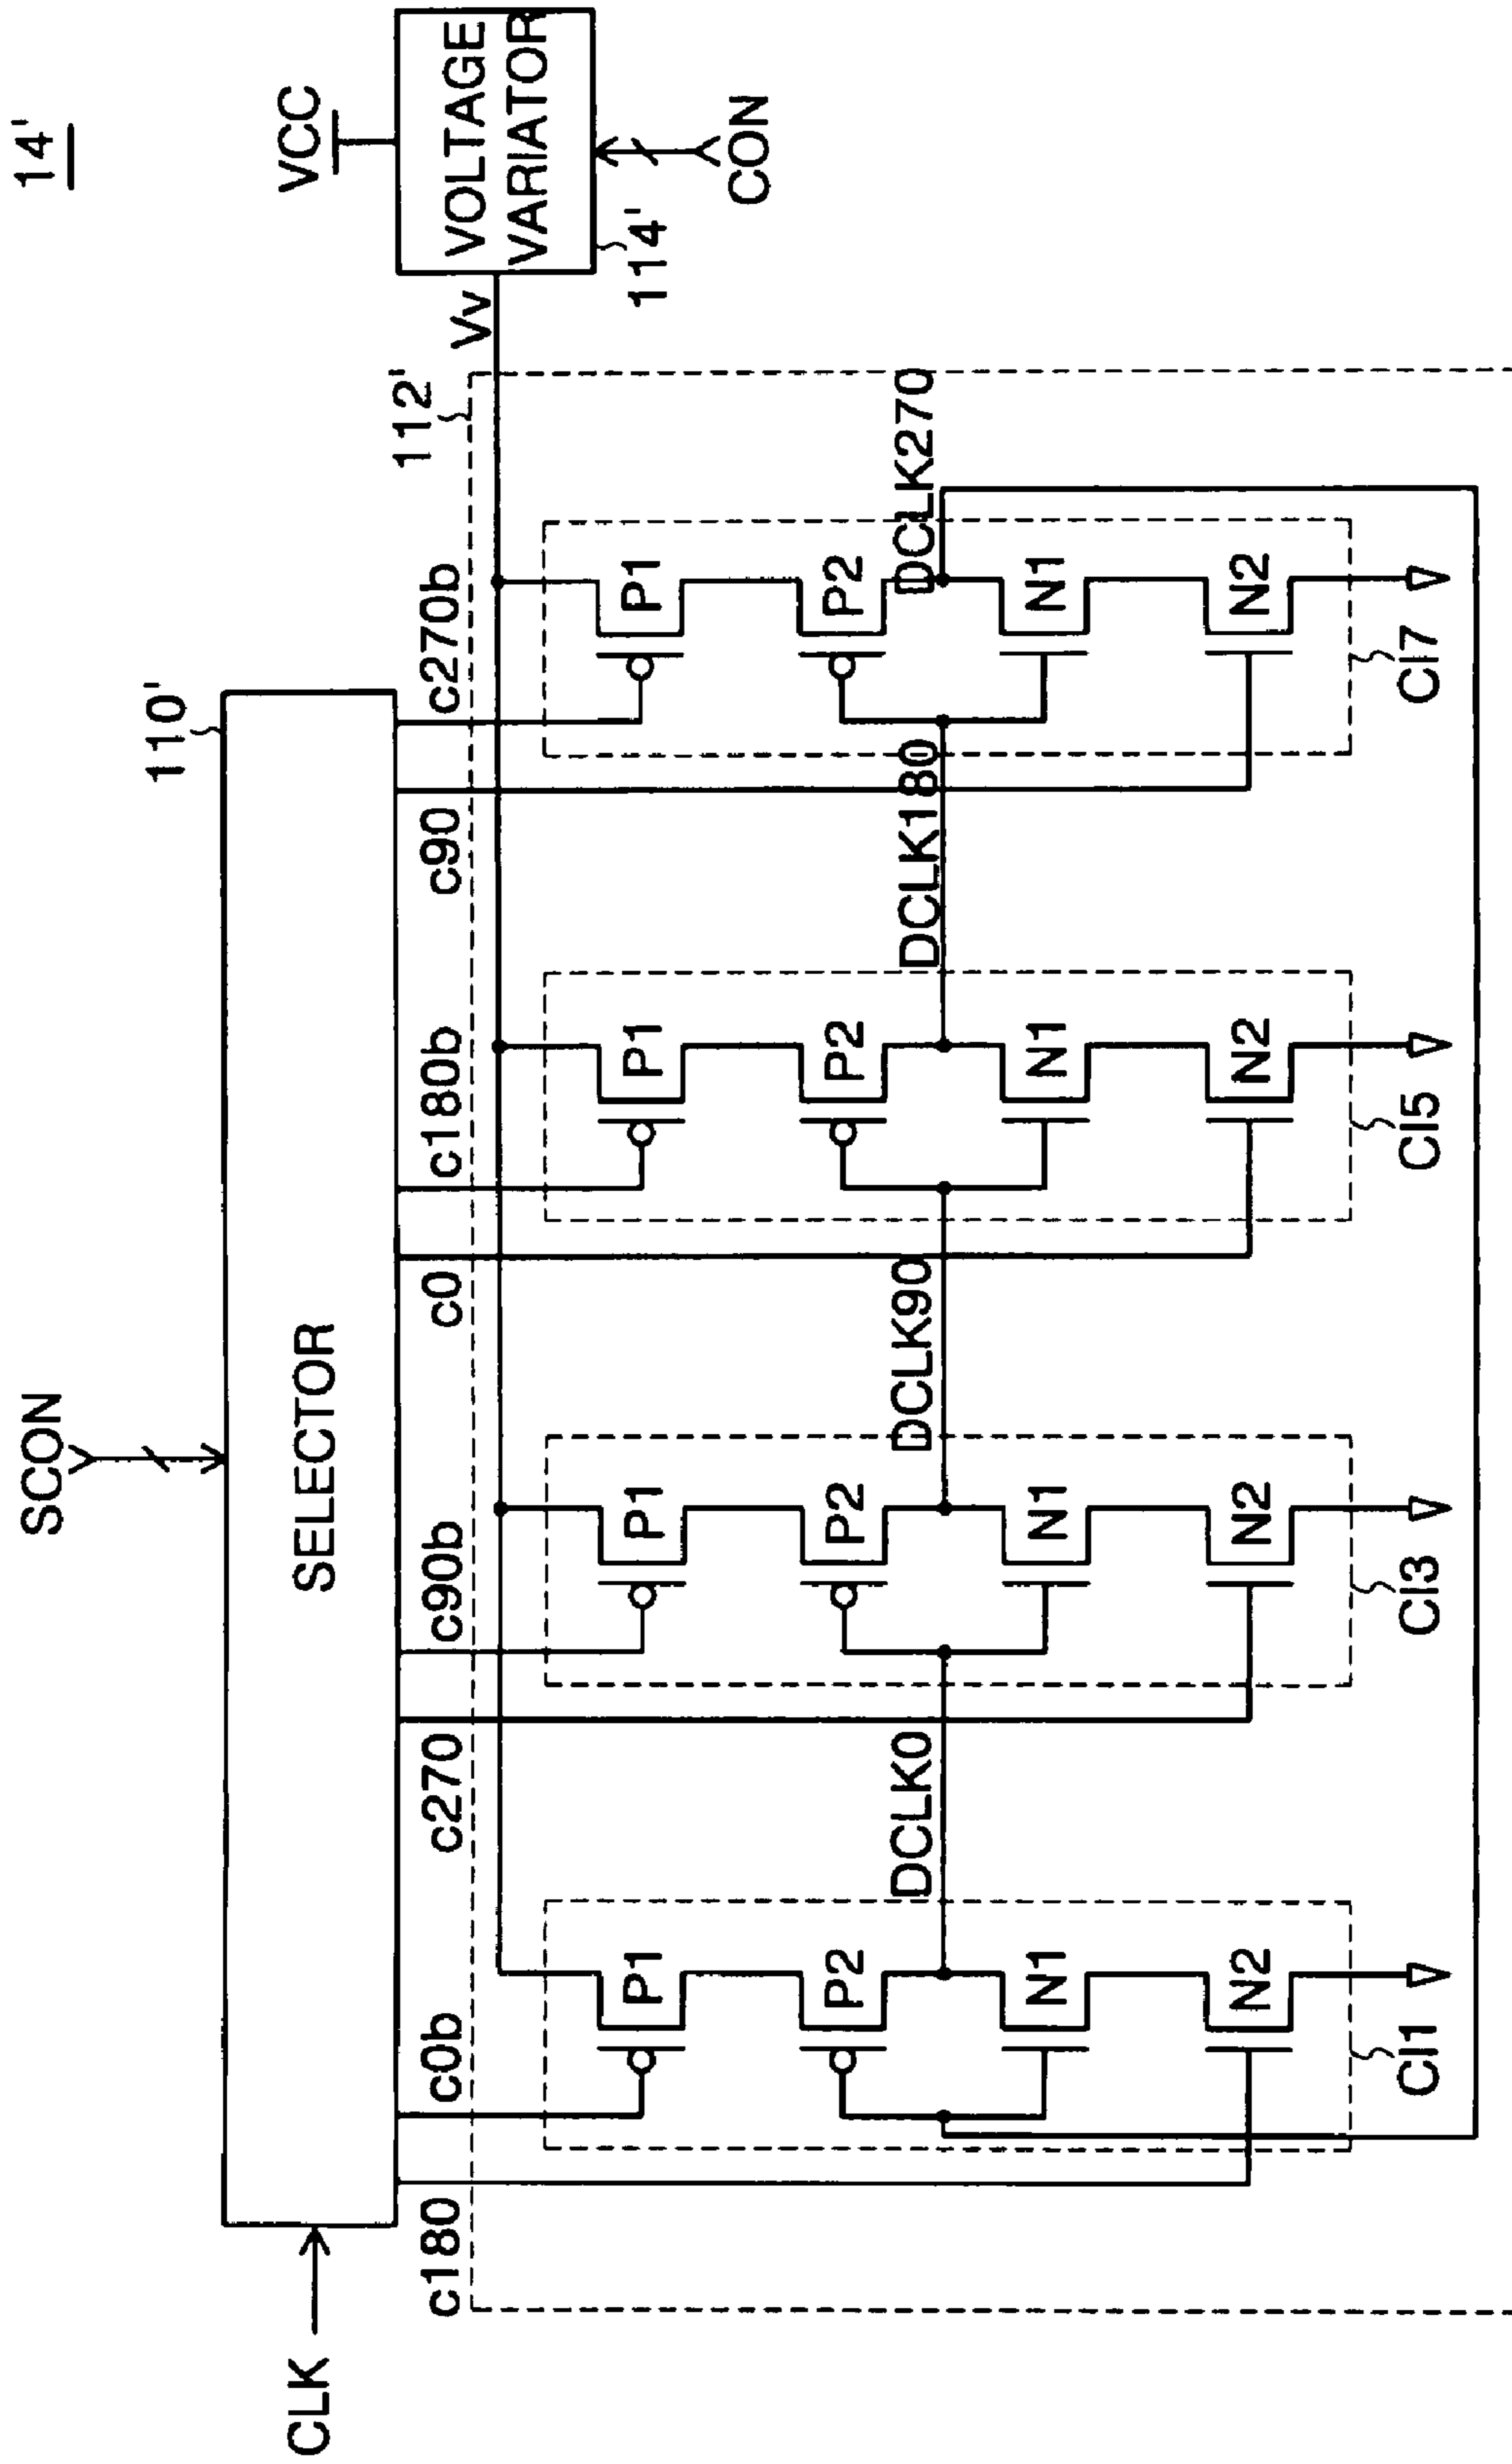 14'
SCON
VCC
110'
CLK
SELECTOR
VOLTAGE
VARIATOR
112'
Vv
114'
CON
c180
c0b
c270
c90b
c0
c180b
c90
c270b
P1
P1
P1
P1
P2
P2
P2
P2
DCLK0
DCLK90
DCLK180
DCLK270
N1
N1
N1
N1
N2
N2
N2
N2
CI1
CI3
CI5
CI7